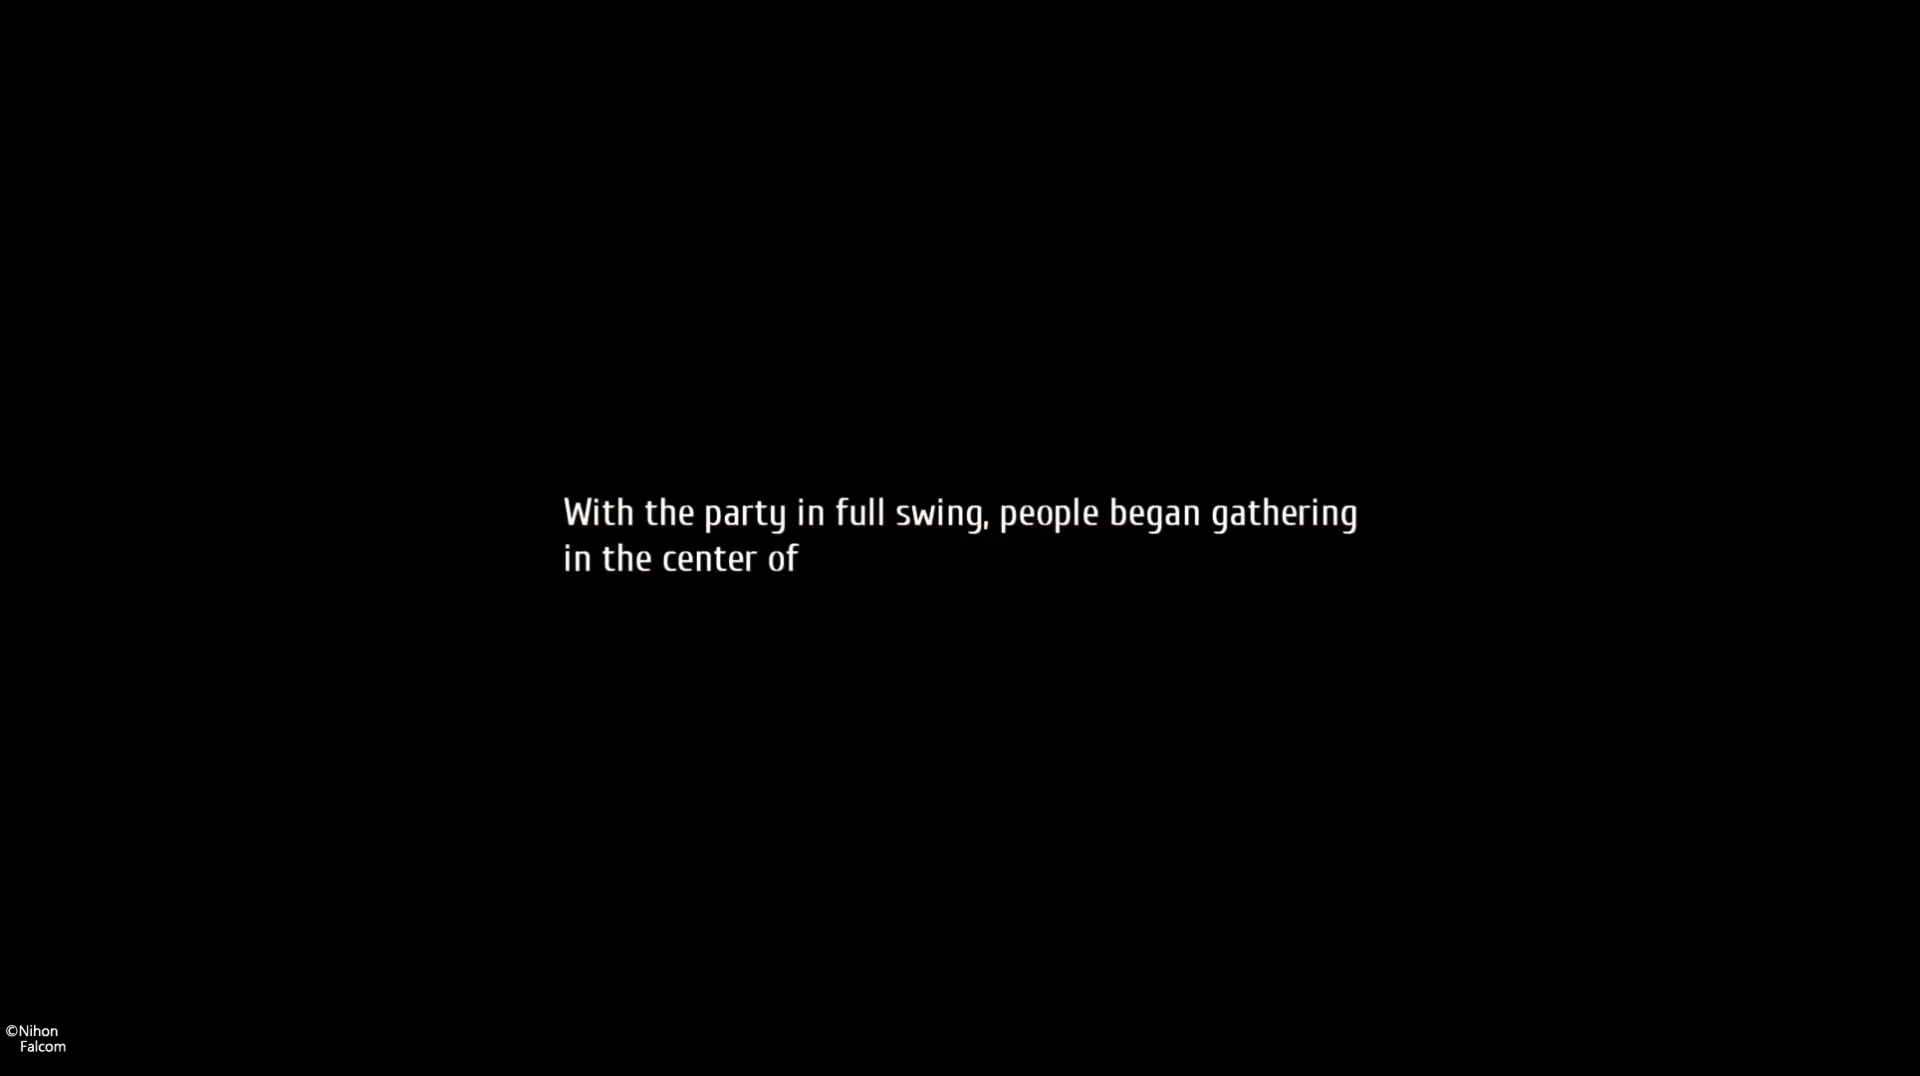 With the party in full swing, people began gathering
in the center of
©Nihon
Falcom